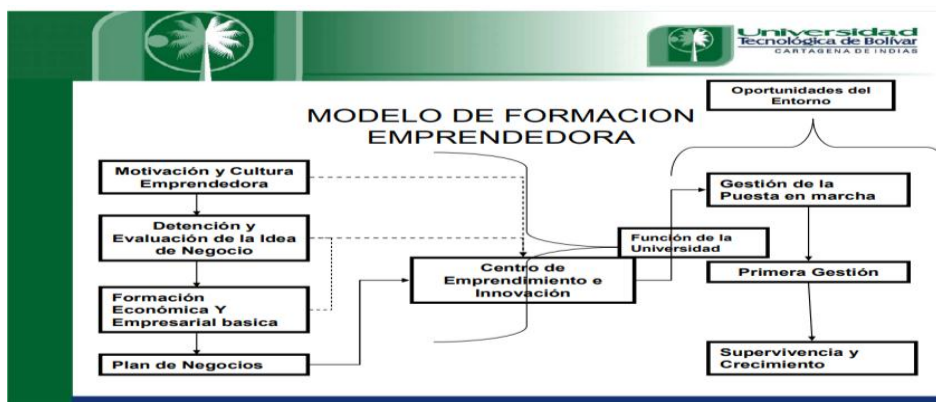 Universidad
Tecnológica de Bolívar
CARTAGENA DE INDIAS
MODELO DE FORMACION
EMPRENDEDORA
Oportunidades del
Entorno
Motivación y Cultura
Emprendedora
Detención y
Evaluación de la Idea
de Negocio
Formación
Económica Y
Empresarial basica
Plan de Negocios
Centro de
Emprendimiento e
Innovación
Función de la
Universidad
Gestión de la
Puesta en marcha
Primera Gestión
Supervivencia y
Crecimiento